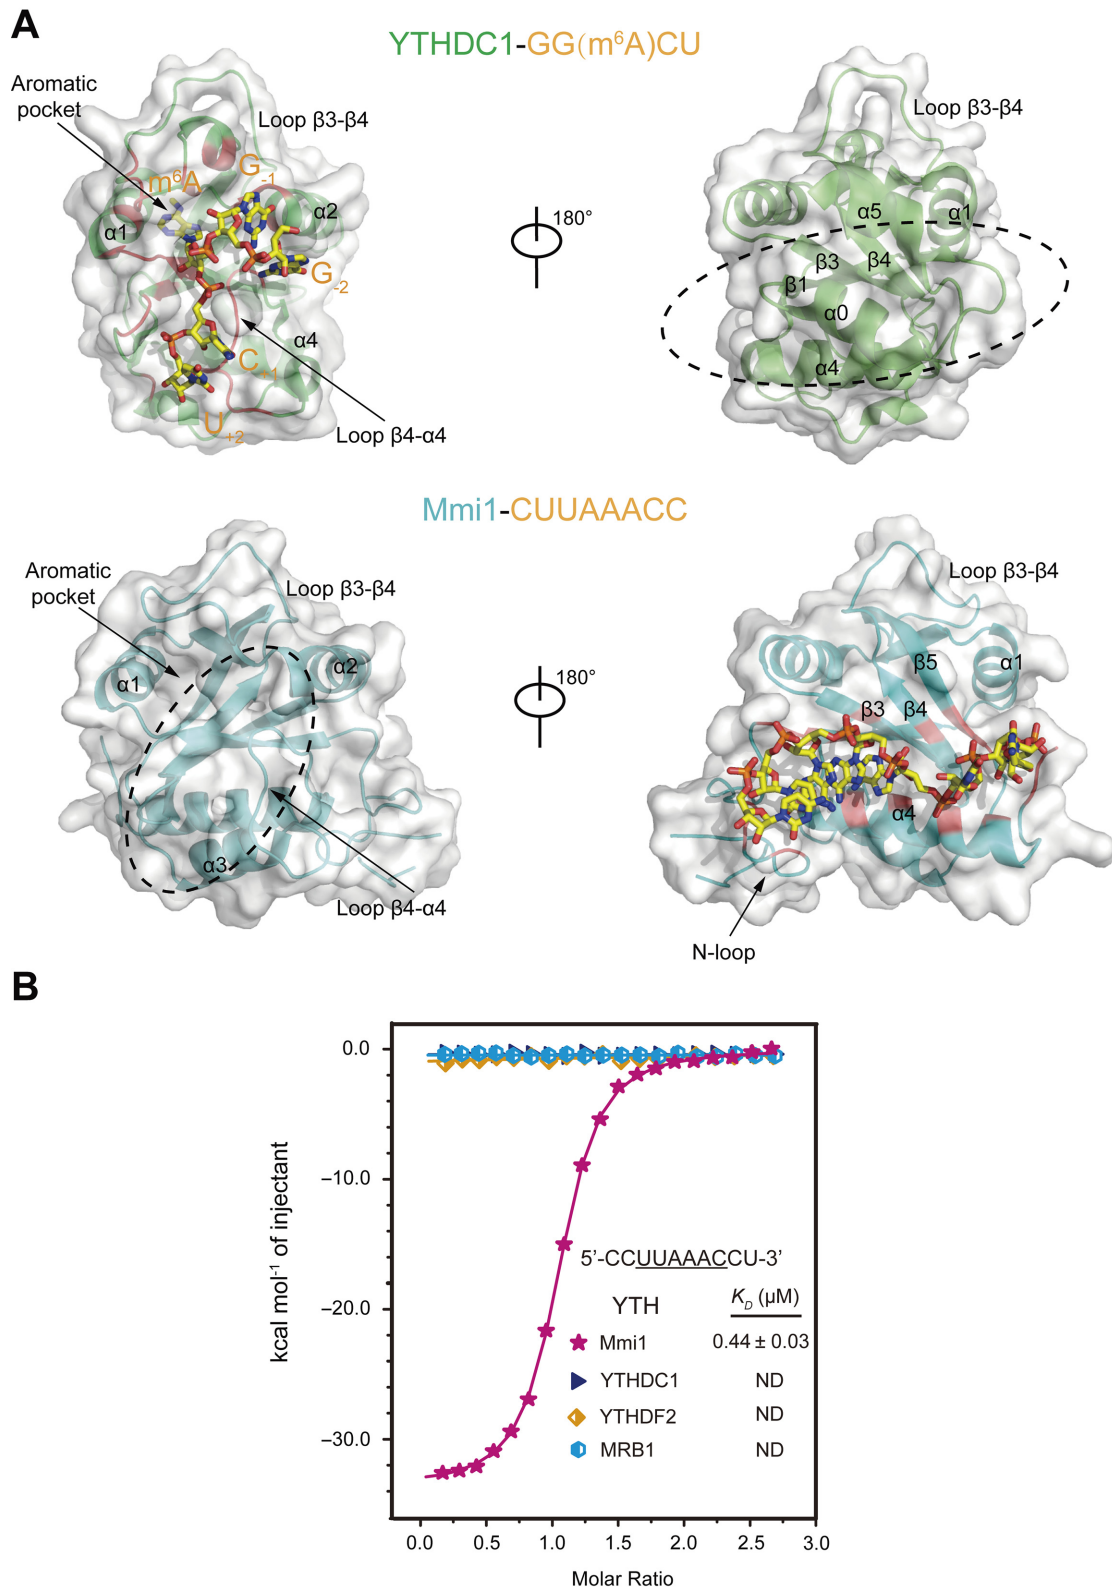 A
YTHDC1-GG(m⁶A)CU
Aromatic
pocket
Loop β3-β4
m⁶A
G-1
α1
α2
G-2
α4
C+1
U+2
Loop β4-α4
180°
Loop β3-β4
α5
α1
β3
β4
β1
α0
α4
Mmi1-CUUAAACC
Aromatic
pocket
Loop β3-β4
α1
α2
α3
Loop β4-α4
180°
Loop β3-β4
β5
α1
β3
β4
α4
N-loop
B
kcal mol⁻¹ of injectant
0.0
−10.0
−20.0
−30.0
5’-CCUUAAACCU-3’
YTH
K_D (µM)
Mmi1
0.44 ± 0.03
YTHDC1
ND
YTHDF2
ND
MRB1
ND
0.0 0.5 1.0 1.5 2.0 2.5 3.0
Molar Ratio